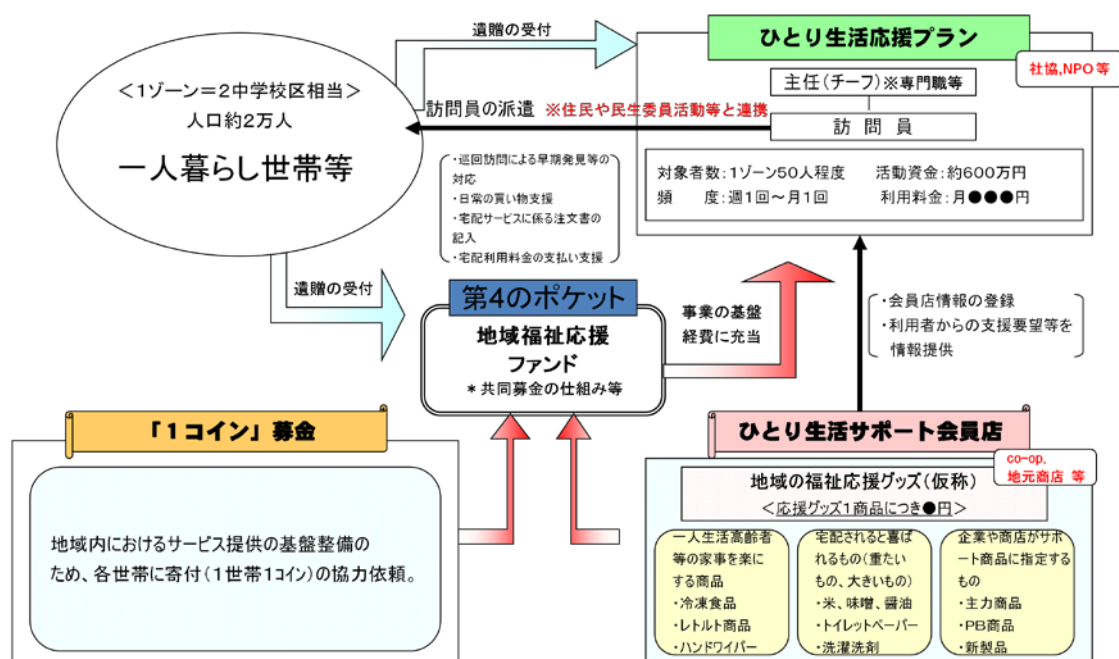 遺贈の受付
ひとり生活応援プラン
社協,NPO等
＜1ゾーン＝2中学校区相当＞
人口約2万人
一人暮らし世帯等
主任(チーフ)※専門職等
訪問員の派遣 ※住民や民生委員活動等と連携
訪 問 員
・巡回訪問による早期発見等の
対応
・日常の買い物支援
・宅配サービスに係る注文書の
記入
・宅配利用料金の支払い支援
対象者数:1ゾーン50人程度 活動資金:約600万円
頻 度:週1回～月1回 利用料金:月●●●円
遺贈の受付
第4のポケット
地域福祉応援
ファンド
＊共同募金の仕組み等
事業の基盤
経費に充当
・会員店情報の登録
・利用者からの支援要望等を
情報提供
「1コイン」募金
地域内におけるサービス提供の基盤整備の
ため、各世帯に寄付(1世帯1コイン)の協力依頼。
ひとり生活サポート会員店
co-op,
地元商店 等
地域の福祉応援グッズ(仮称)
＜応援グッズ1商品につき●円＞
一人生活高齢者
等の家事を楽に
する商品
・冷凍食品
・レトルト商品
・ハンドワイパー
宅配されると喜ば
れるもの(重たい
もの、大きいもの)
・米、味噌、醤油
・トイレットペーパー
・洗濯洗剤
企業や商店がサポ
ート商品に指定する
もの
・主力商品
・PB商品
・新製品